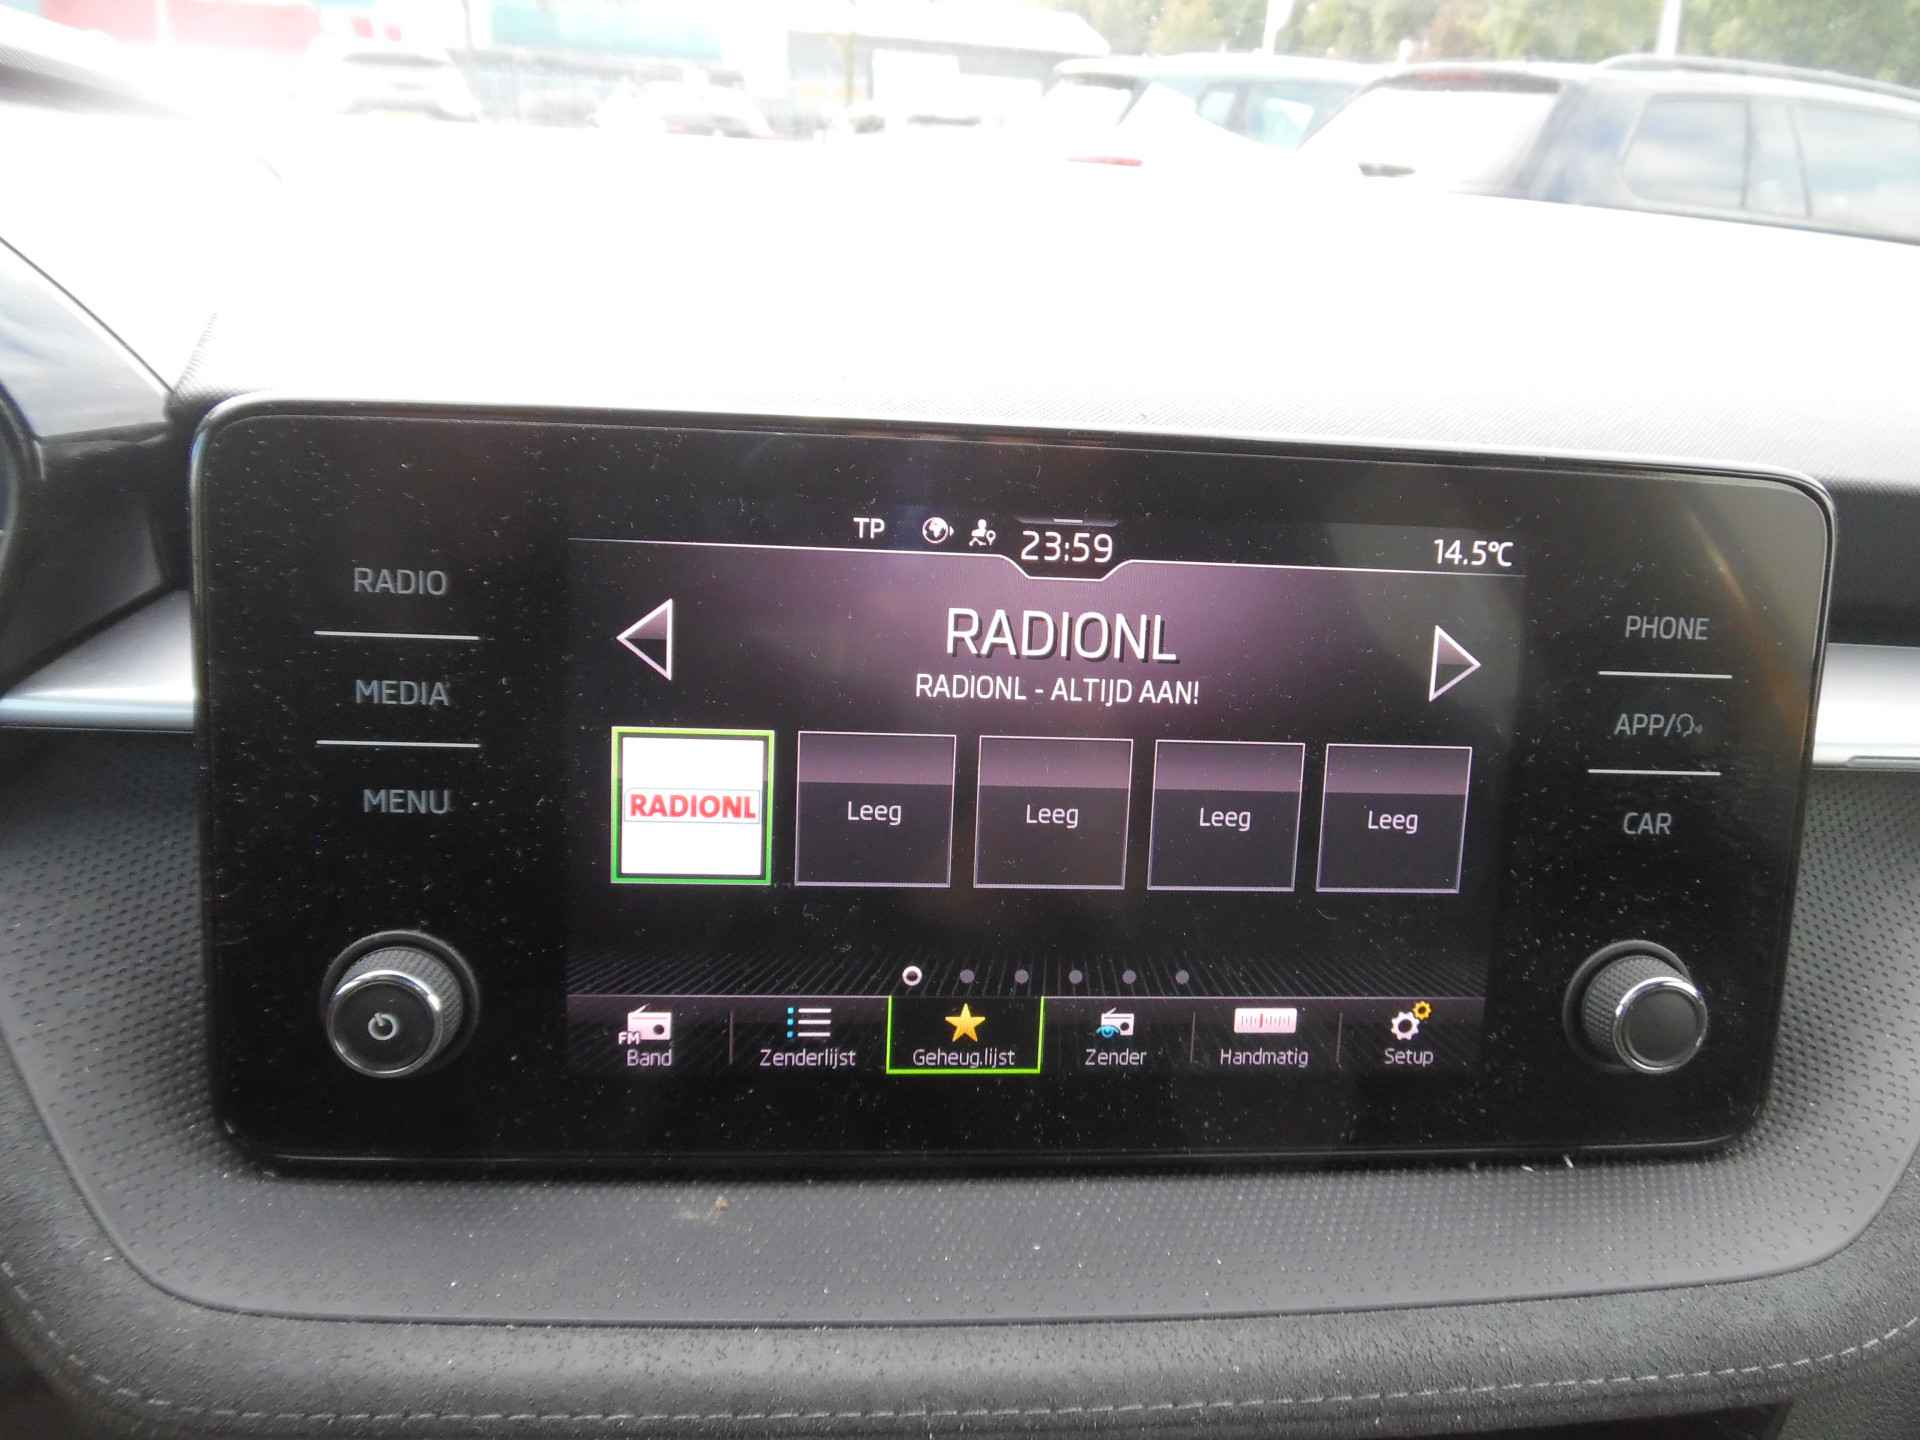 TP 23:59 14.5°C
RADIO
MEDIA
MENU
RADIONL
RADIONL - ALTIJD AAN!
RADIONL Leeg Leeg Leeg Leeg
FM
Band Zenderlijst Geheug.lijst Zender Handmatig Setup
PHONE
APP/
CAR